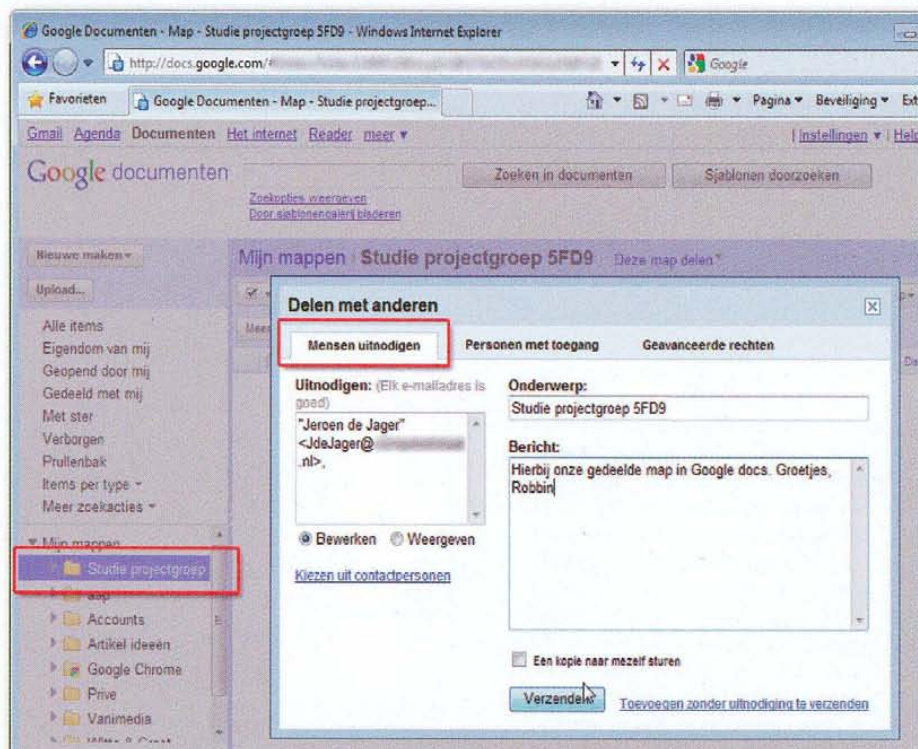 Google Documenten - Map - Studie projectgroep 5FD9 - Windows Internet Explorer
http://docs.google.com/#
Google
Favorieten
Google Documenten - Map - Studie projectgroep...
Pagina Beveiliging Ext
Gmail Agenda Documenten Het internet Reader meer
| Instellingen | Help
Google documenten
Zoeken in documenten
Sjablonen doorzoeken
Zoekopties weergeven
Door sjablonengalerij bladeren
Nieuwe maken
Upload...
Mijn mappen Studie projectgroep 5FD9 Deze map delen
Alle items
Eigendom van mij
Geopend door mij
Gedeeld met mij
Met ster
Verborgen
Prullenbak
Items per type
Meer zoekacties
Mijn mappen
Studie projectgroep
aap
Accounts
Artikel ideeën
Google Chrome
Prive
Vanimedia
Delen met anderen
Mensen uitnodigen
Personen met toegang
Geavanceerde rechten
Uitnodigen: (Elk e-mailadres is
goed)
"Jeroen de Jager"
<JdeJager@
.nl>,
Bewerken
Weergeven
Kiezen uit contactpersonen
Onderwerp:
Studie projectgroep 5FD9
Bericht:
Hierbij onze gedeelde map in Google docs. Groetjes,
Robbin
Een kopie naar mezelf sturen
Verzenden
Toevoegen zonder uitnodiging te verzenden